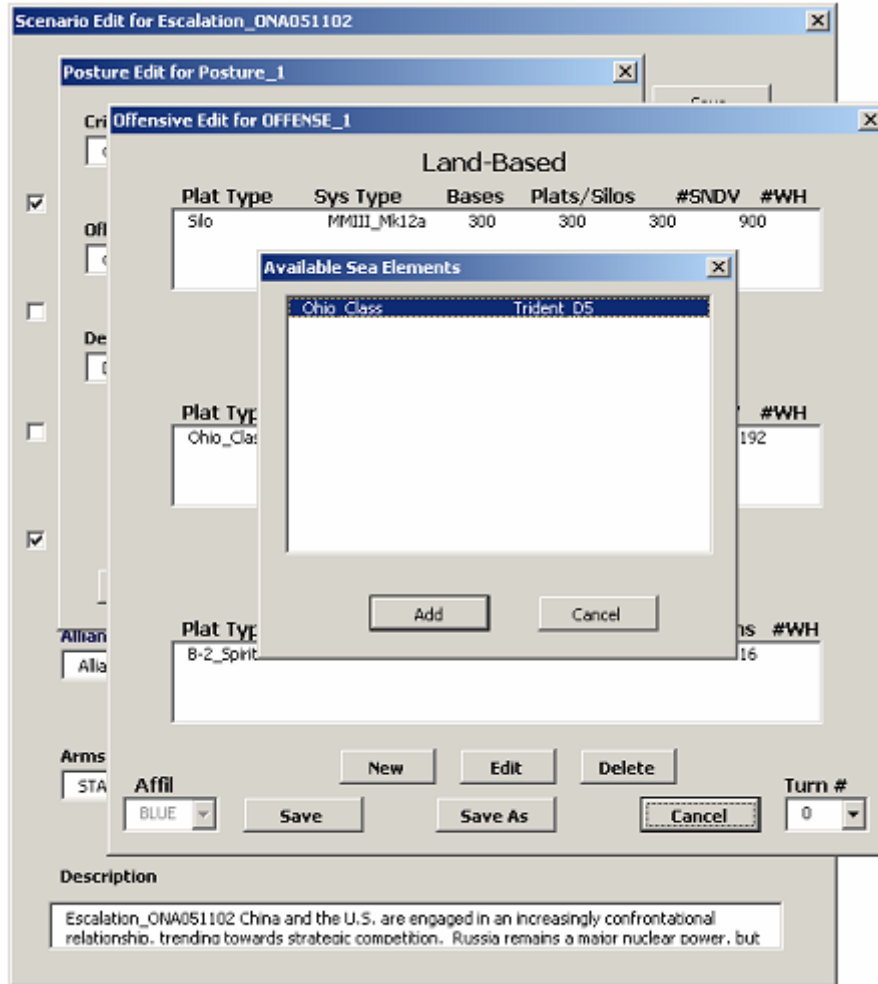 Scenario Edit for Escalation_ONA051102
Posture Edit for Posture_1
Offensive Edit for OFFENSE_1
Land-Based
Plat Type Sys Type Bases Plats/Silos #SNDV #WH
Silo MMIII_Mk12a 300 300 300 900
Available Sea Elements
Ohio_Class Trident_D5
Plat Typ #WH
Ohio_Clas 192
Add Cancel
Plat Typ ns #WH
B-2_Spirit 16
Allian
Allia
New Edit Delete
Arms
STA
Affil Turn #
BLUE Save Save As Cancel 0
Description
Escalation_ONA051102 China and the U.S. are engaged in an increasingly confrontational
relationship, trending towards strategic competition. Russia remains a major nuclear power, but